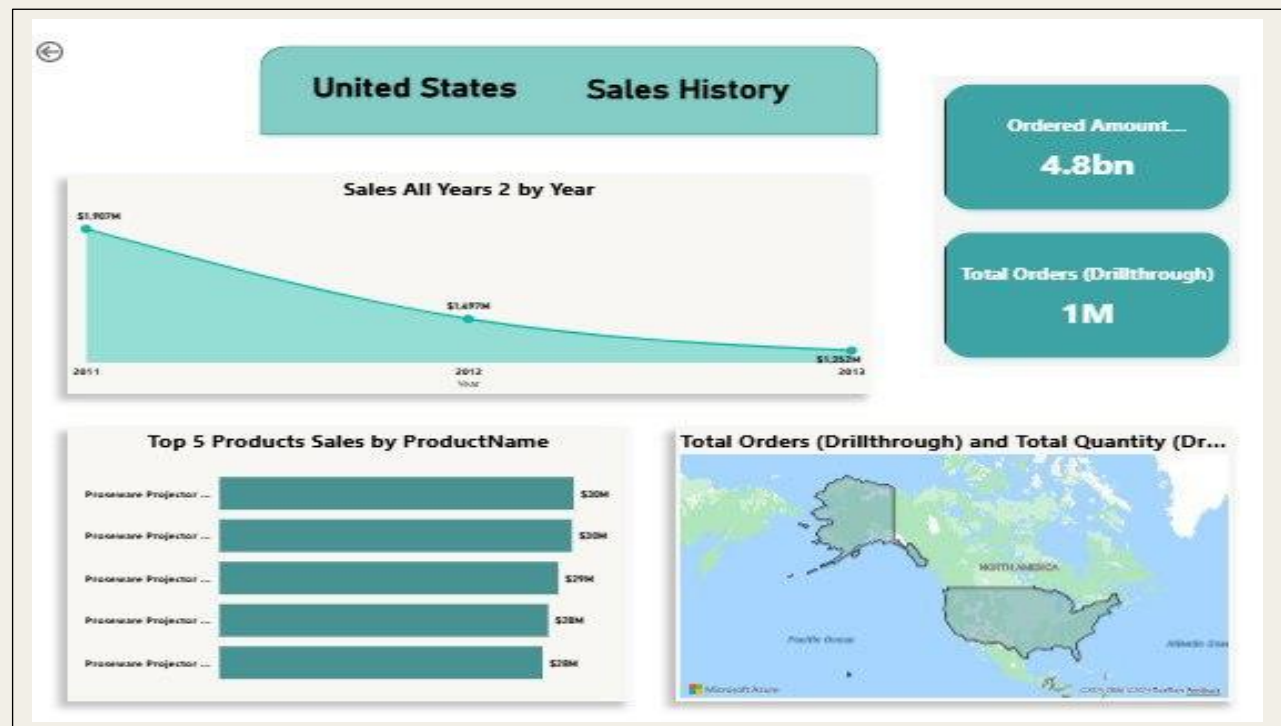 United States Sales History
Ordered Amount...
4.8bn
Sales All Years 2 by Year
$1,907M
$1,497M
$1,252M
2011 2012 2013
Year
Total Orders (Drillthrough)
1M
Top 5 Products Sales by ProductName
Proseware Projector ... $30M
Proseware Projector ... $30M
Proseware Projector ... $29M
Proseware Projector ... $28M
Proseware Projector ... $28M
Total Orders (Drillthrough) and Total Quantity (Dr...
NORTH AMERICA
Pacific Ocean
Atlantic
Microsoft Azure